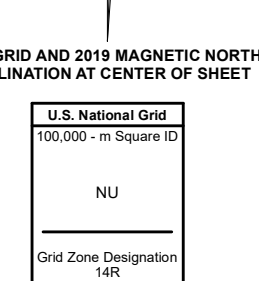 GRID AND 2019 MAGNETIC NORTH
LINATION AT CENTER OF SHEET
U.S. National Grid
100,000 - m Square ID
NU
Grid Zone Designation
14R